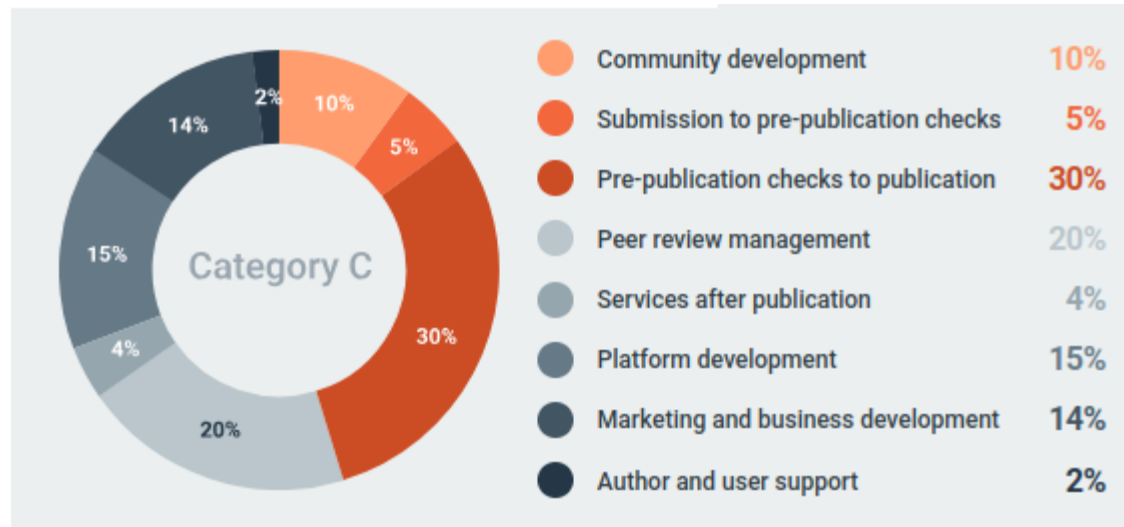 2%
10%
14%
5%
15%
Category C
30%
4%
20%
Community development 10%
Submission to pre-publication checks 5%
Pre-publication checks to publication 30%
Peer review management 20%
Services after publication 4%
Platform development 15%
Marketing and business development 14%
Author and user support 2%